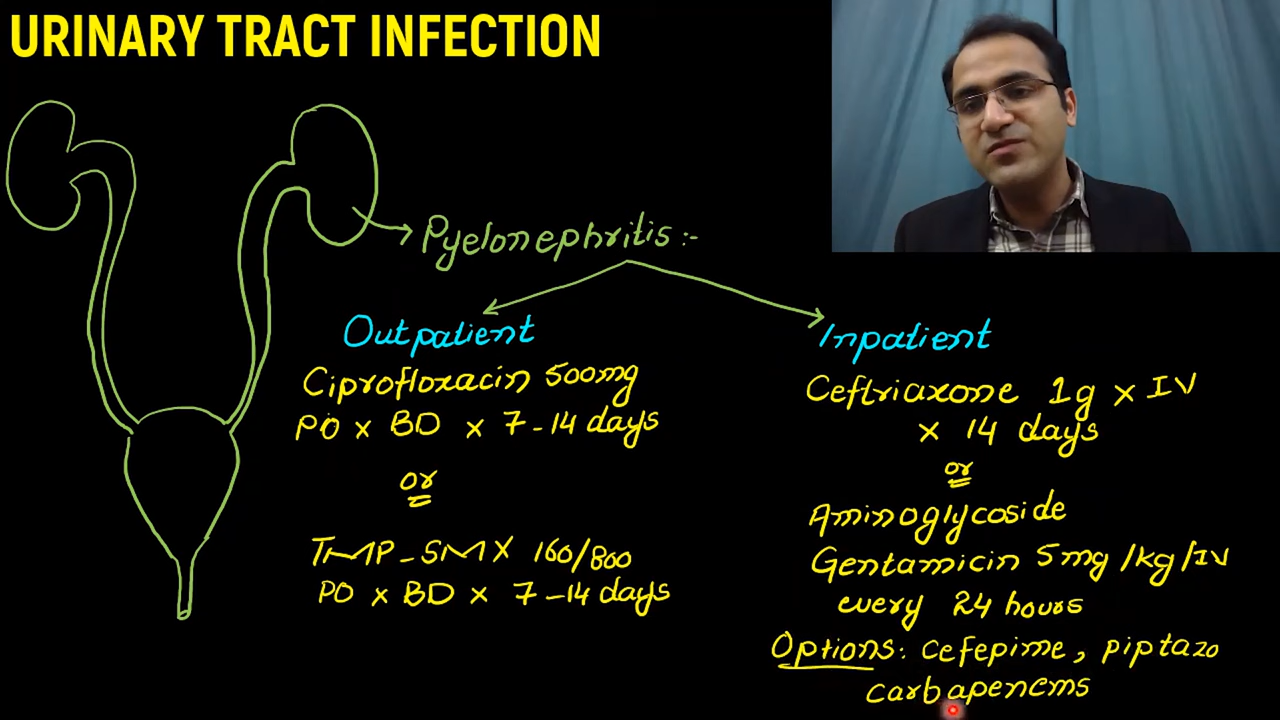 URINARY TRACT INFECTION
Pyelonephritis :-
Outpatient
Ciprofloxacin 500mg
PO x BD x 7-14 days
or
TMP-SMX 160/800
PO x BD x 7-14 days
Inpatient
Ceftriaxone 1g x IV
x 14 days
or
Aminoglycoside
Gentamicin 5mg/kg/IV
every 24 hours
Options: cefepime, piptazo
carbapenems